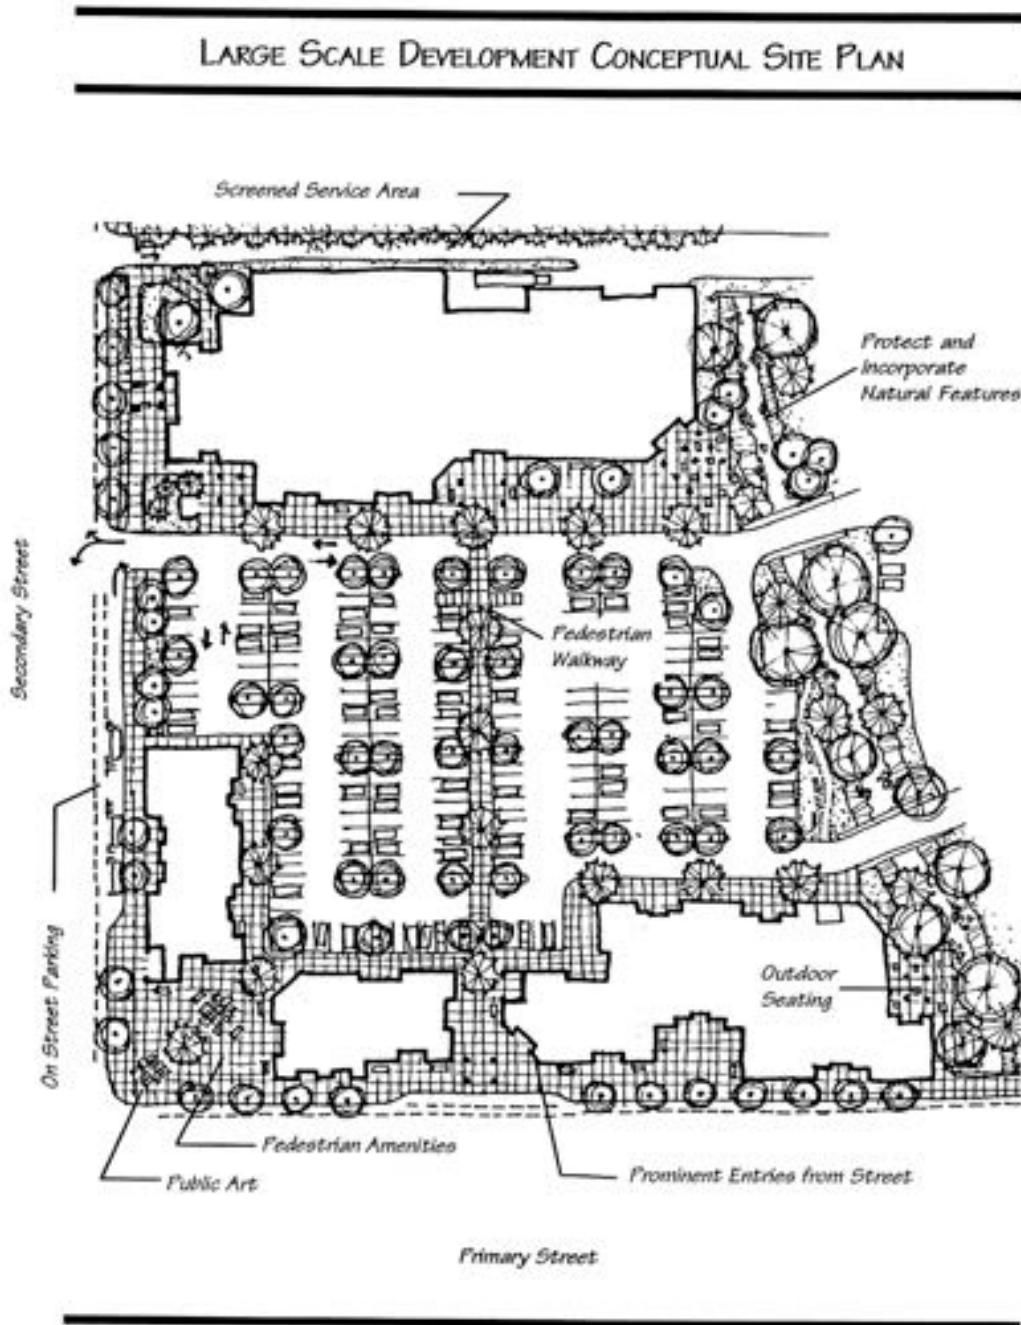 LARGE SCALE DEVELOPMENT CONCEPTUAL SITE PLAN
Screened Service Area
Protect and
Incorporate
Natural Features
Secondary Street
Pedestrian
Walkway
On Street Parking
Outdoor
Seating
Pedestrian Amenities
Public Art
Prominent Entries from Street
Primary Street